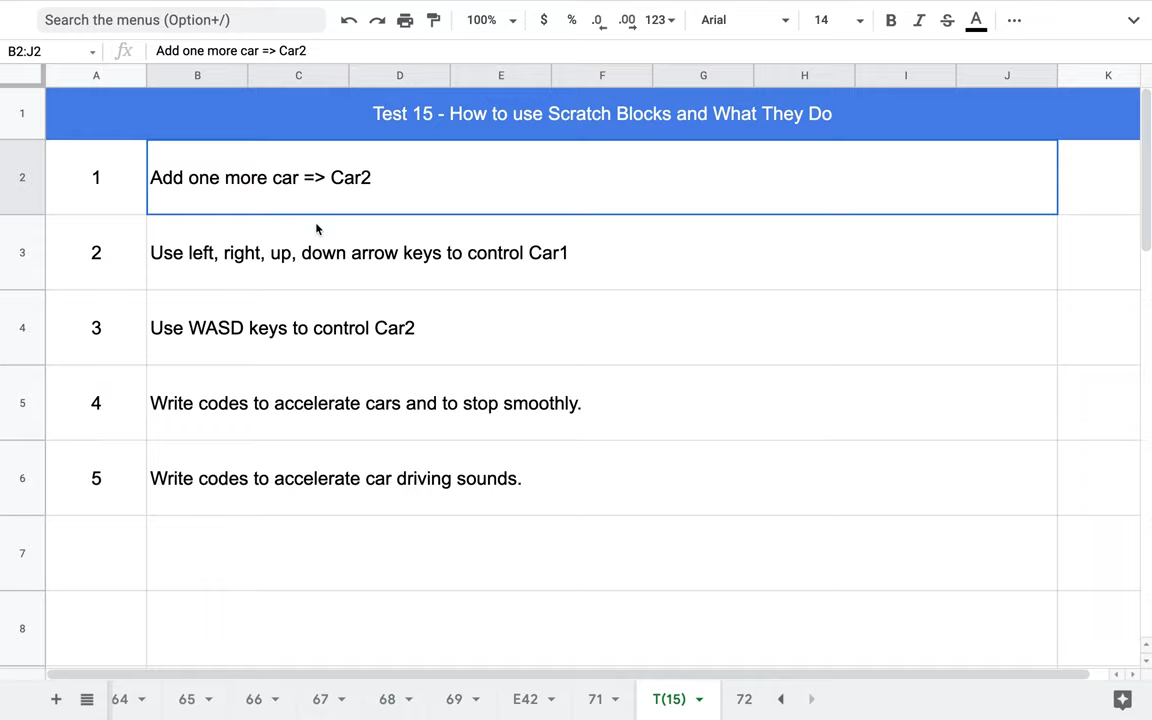 Search the menus (Option+/) 100% $ % .0 .00 123 Arial 14 B I S A
B2:J2 fx Add one more car => Car2
A B C D E F G H I J K
1 Test 15 - How to use Scratch Blocks and What They Do
2 1 Add one more car => Car2
3 2 Use left, right, up, down arrow keys to control Car1
4 3 Use WASD keys to control Car2
5 4 Write codes to accelerate cars and to stop smoothly.
6 5 Write codes to accelerate car driving sounds.
7
8
+ 64 65 66 67 68 69 E42 71 T(15) 72